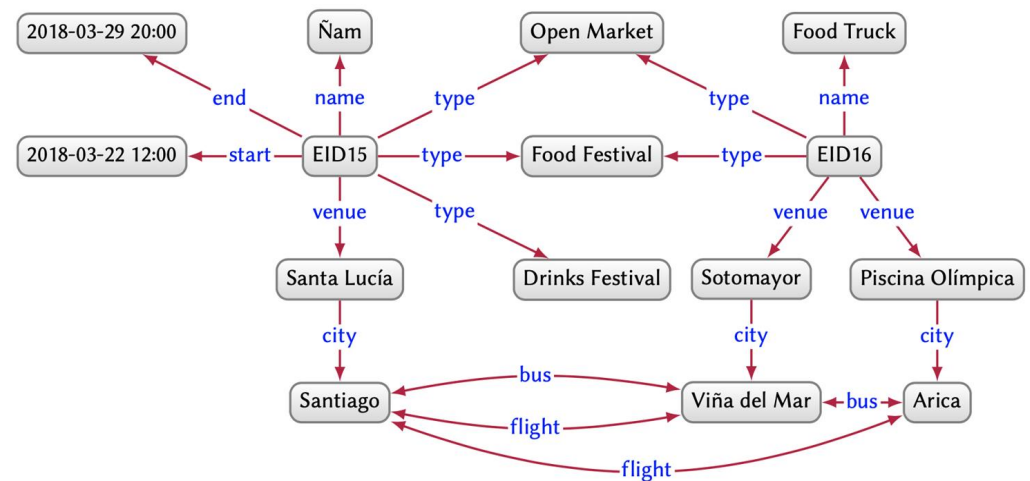 2018-03-29 20:00
Ñam
Open Market
Food Truck
end
name
type
type
name
2018-03-22 12:00
start
EID15
type
Food Festival
type
EID16
venue
type
venue
venue
Santa Lucía
Drinks Festival
Sotomayor
Piscina Olímpica
city
city
city
bus
Santiago
Viña del Mar
bus
Arica
flight
flight